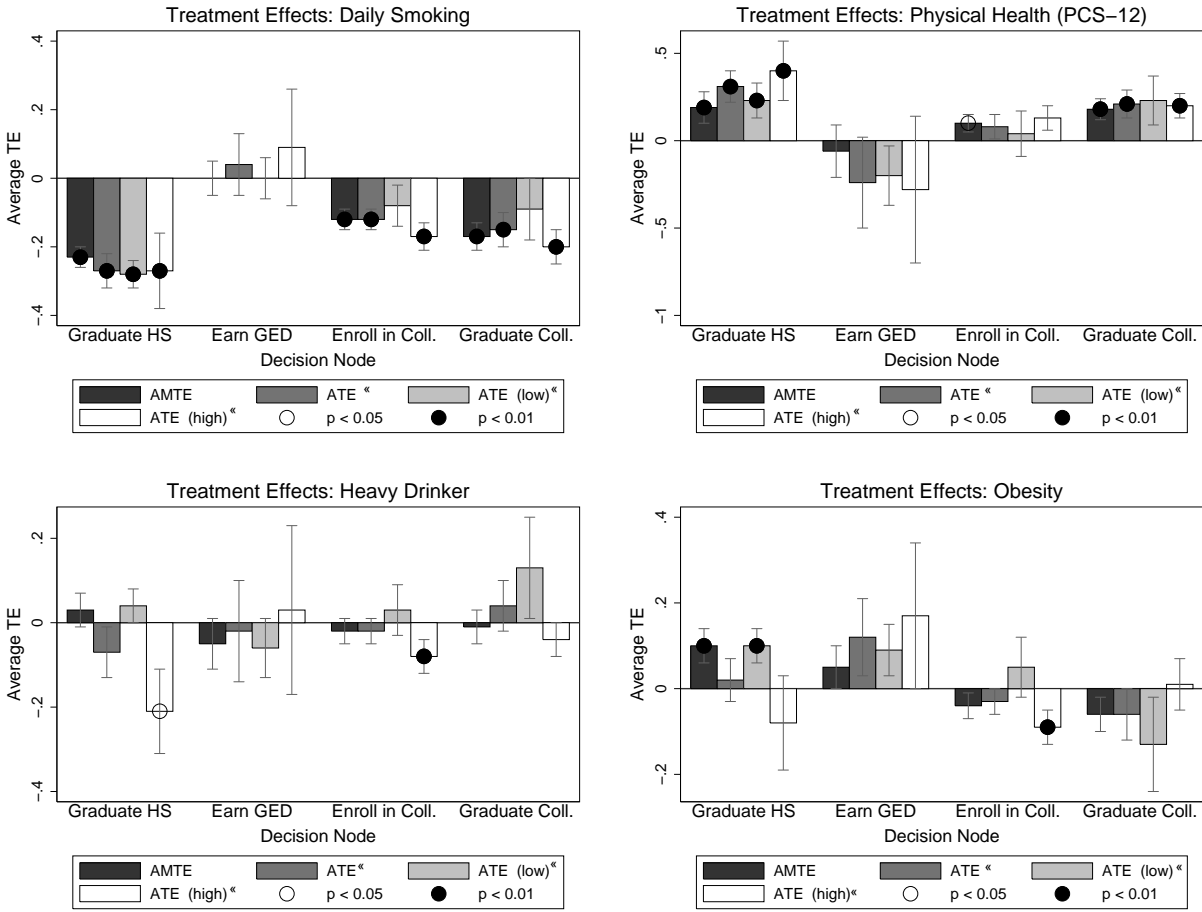 Treatment Effects: Daily Smoking
.4
.2
0
-.2
-.4
Average TE
Graduate HS Earn GED Enroll in Coll. Graduate Coll.
Decision Node
AMTE ATE « ATE (low) «
ATE (high) « p < 0.05 p < 0.01
Treatment Effects: Physical Health (PCS−12)
.5
0
-.5
-1
Average TE
Graduate HS Earn GED Enroll in Coll. Graduate Coll.
Decision Node
AMTE ATE « ATE (low) «
ATE (high) « p < 0.05 p < 0.01
Treatment Effects: Heavy Drinker
.2
0
-.2
-.4
Average TE
Graduate HS Earn GED Enroll in Coll. Graduate Coll.
Decision Node
AMTE ATE « ATE (low) «
ATE (high) « p < 0.05 p < 0.01
Treatment Effects: Obesity
.4
.2
0
-.2
Average TE
Graduate HS Earn GED Enroll in Coll. Graduate Coll.
Decision Node
AMTE ATE « ATE (low) «
ATE (high) « p < 0.05 p < 0.01